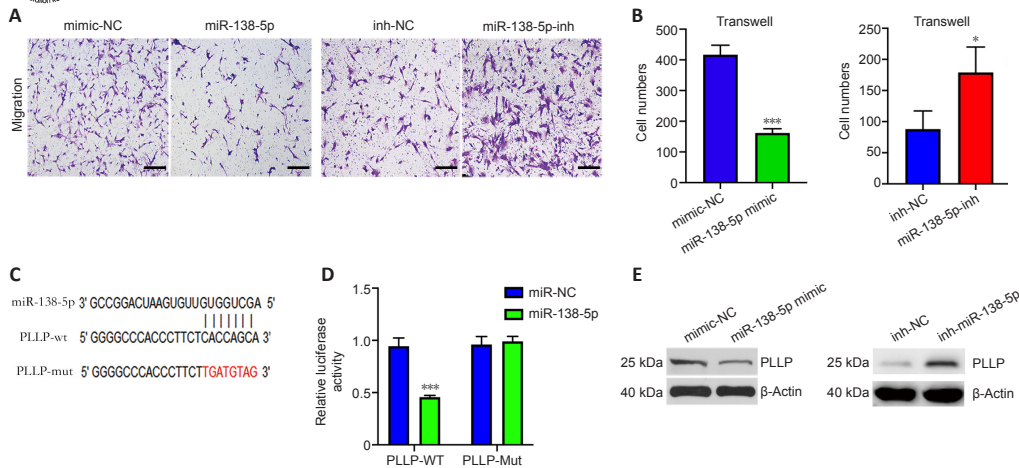 A
mimic-NC
miR-138-5p
inh-NC
miR-138-5p-inh
Migration
B
Transwell
Cell numbers
500
400
300
200
100
0
***
mimic-NC
miR-138-5p mimic
Transwell
Cell numbers
250
200
150
100
50
0
*
inh-NC
miR-138-5p-inh
C
miR-138-5p 3' GCCGGACUAAGUGUUGUGGUCGA 5'
PLLP-wt 5' GGGGCCCACCCTTCTCACCAGCA 3'
PLLP-mut 5' GGGGCCCACCCTTCTTGATGTAG 3'
D
Relative luciferase
activity
1.5
1.0
0.5
0
miR-NC
miR-138-5p
***
PLLP-WT
PLLP-Mut
E
mimic-NC
miR-138-5p mimic
25 kDa
PLLP
40 kDa
β-Actin
inh-NC
inh-miR-138-5p
25 kDa
PLLP
40 kDa
β-Actin